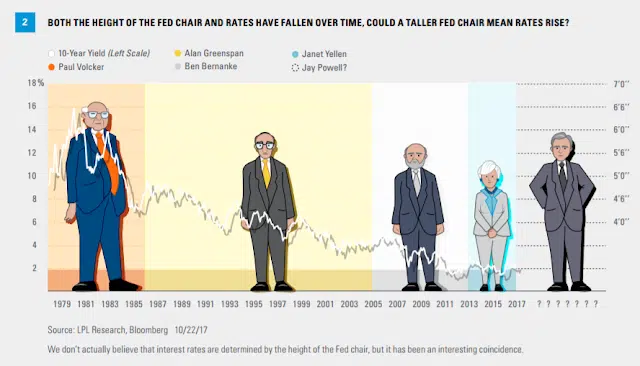 2 BOTH THE HEIGHT OF THE FED CHAIR AND RATES HAVE FALLEN OVER TIME, COULD A TALLER FED CHAIR MEAN RATES RISE?
10-Year Yield (Left Scale) Alan Greenspan Janet Yellen
Paul Volcker Ben Bernanke Jay Powell?
18% 7'0"
16 6'6"
14 6'0"
12 5'6"
10 5'0"
8 4'6"
6 4'0"
4
2
1979 1981 1983 1985 1987 1989 1991 1993 1995 1997 1999 2001 2003 2005 2007 2009 2011 2013 2015 2017 ? ? ? ? ? ? ?
Source: LPL Research, Bloomberg 10/22/17
We don't actually believe that interest rates are determined by the height of the Fed chair, but it has been an interesting coincidence.